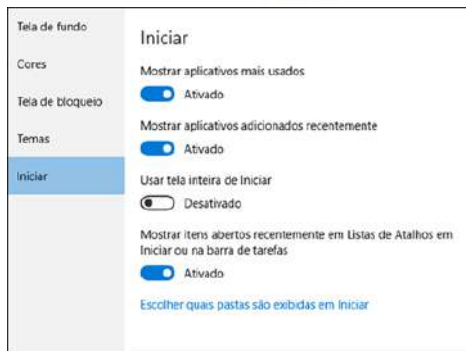 Tela de fundo
Cores
Tela de bloqueio
Temas
Iniciar
Iniciar
Mostrar aplicativos mais usados
Ativado
Mostrar aplicativos adicionados recentemente
Ativado
Usar tela inteira de Iniciar
Desativado
Mostrar itens abertos recentemente em Listas de Atalhos em
Iniciar ou na barra de tarefas
Ativado
Escolher quais pastas são exibidas em Iniciar